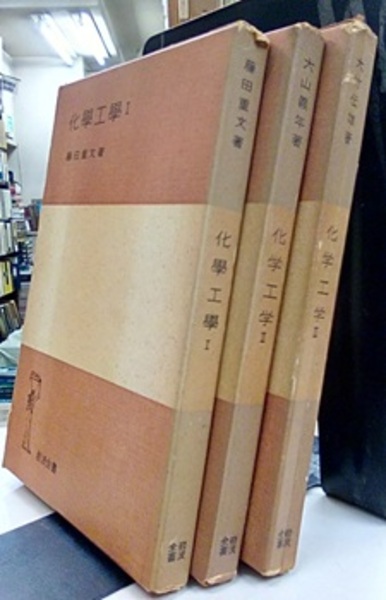 化學工學 I
藤田重文著
岩波全書
藤田重文著
化學工學 I
岩波
全書
大山義年著
化学工学 II
岩波
全書
化学工学
岩波
全書